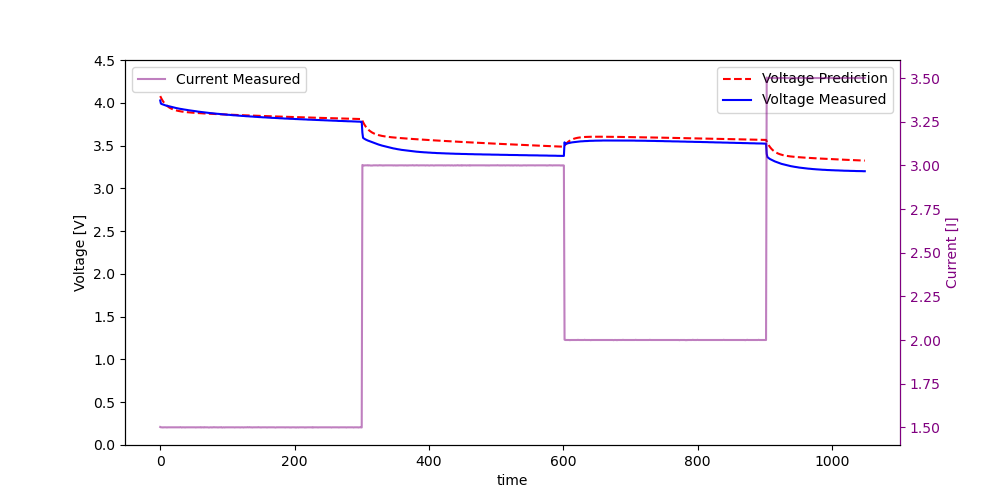 Current Measured
Voltage Prediction
Voltage Measured
4.5
4.0
3.5
3.0
2.5
2.0
1.5
1.0
0.5
0.0
Voltage [V]
3.50
3.25
3.00
2.75
2.50
2.25
2.00
1.75
1.50
Current [I]
0 200 400 600 800 1000
time